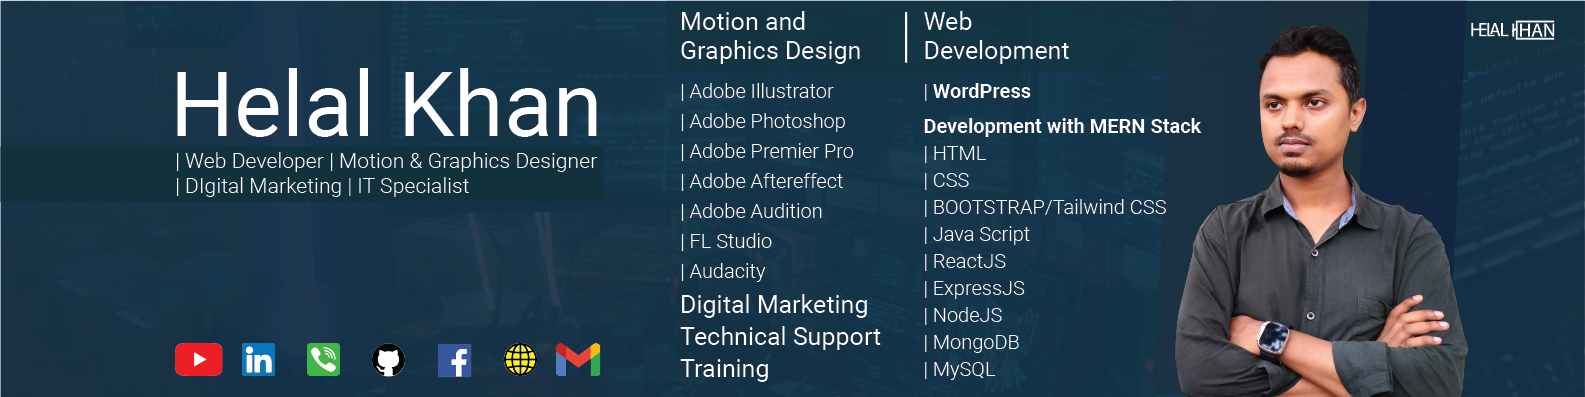 Helal Khan
| Web Developer | Motion & Graphics Designer
| DIgital Marketing | IT Specialist
Motion and
Graphics Design
| Adobe Illustrator
| Adobe Photoshop
| Adobe Premier Pro
| Adobe Aftereffect
| Adobe Audition
| FL Studio
| Audacity
Digital Marketing
Technical Support
Training
Web
Development
| WordPress
Development with MERN Stack
| HTML
| CSS
| BOOTSTRAP/Tailwind CSS
| Java Script
| ReactJS
| ExpressJS
| NodeJS
| MongoDB
| MySQL
HELAL KHAN
in
f